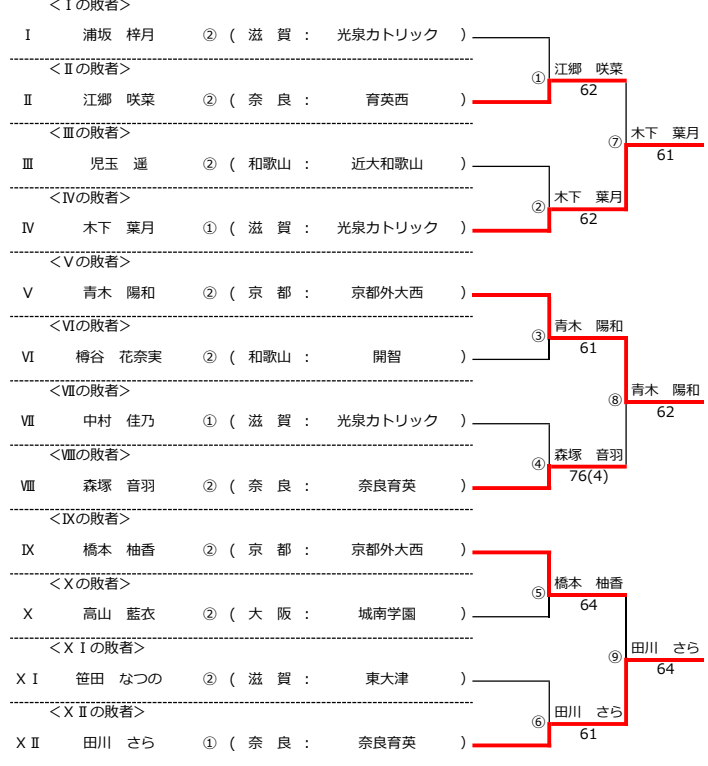 ＜Ⅰの敗者＞
Ⅰ 浦坂 梓月 ② ( 滋 賀 ： 光泉カトリック )
＜Ⅱの敗者＞
① 江郷 咲菜
62
Ⅱ 江郷 咲菜 ② ( 奈 良 ： 育英西 )
＜Ⅲの敗者＞
⑦ 木下 葉月
61
Ⅲ 児玉 遥 ② ( 和歌山 ： 近大和歌山 )
＜Ⅳの敗者＞
② 木下 葉月
62
Ⅳ 木下 葉月 ① ( 滋 賀 ： 光泉カトリック )
＜Ⅴの敗者＞
Ⅴ 青木 陽和 ② ( 京 都 ： 京都外大西 )
＜Ⅵの敗者＞
③ 青木 陽和
61
Ⅵ 樽谷 花奈実 ② ( 和歌山 ： 開智 )
＜Ⅶの敗者＞
⑧ 青木 陽和
62
Ⅶ 中村 佳乃 ① ( 滋 賀 ： 光泉カトリック )
＜Ⅷの敗者＞
④ 森塚 音羽
76(4)
Ⅷ 森塚 音羽 ② ( 奈 良 ： 奈良育英 )
＜Ⅸの敗者＞
Ⅸ 橋本 柚香 ② ( 京 都 ： 京都外大西 )
＜Ⅹの敗者＞
⑤ 橋本 柚香
64
Ⅹ 高山 藍衣 ② ( 大 阪 ： 城南学園 )
＜ＸⅠの敗者＞
⑨ 田川 さら
64
ＸⅠ 笹田 なつの ② ( 滋 賀 ： 東大津 )
＜ＸⅡの敗者＞
⑥ 田川 さら
61
ＸⅡ 田川 さら ① ( 奈 良 ： 奈良育英 )